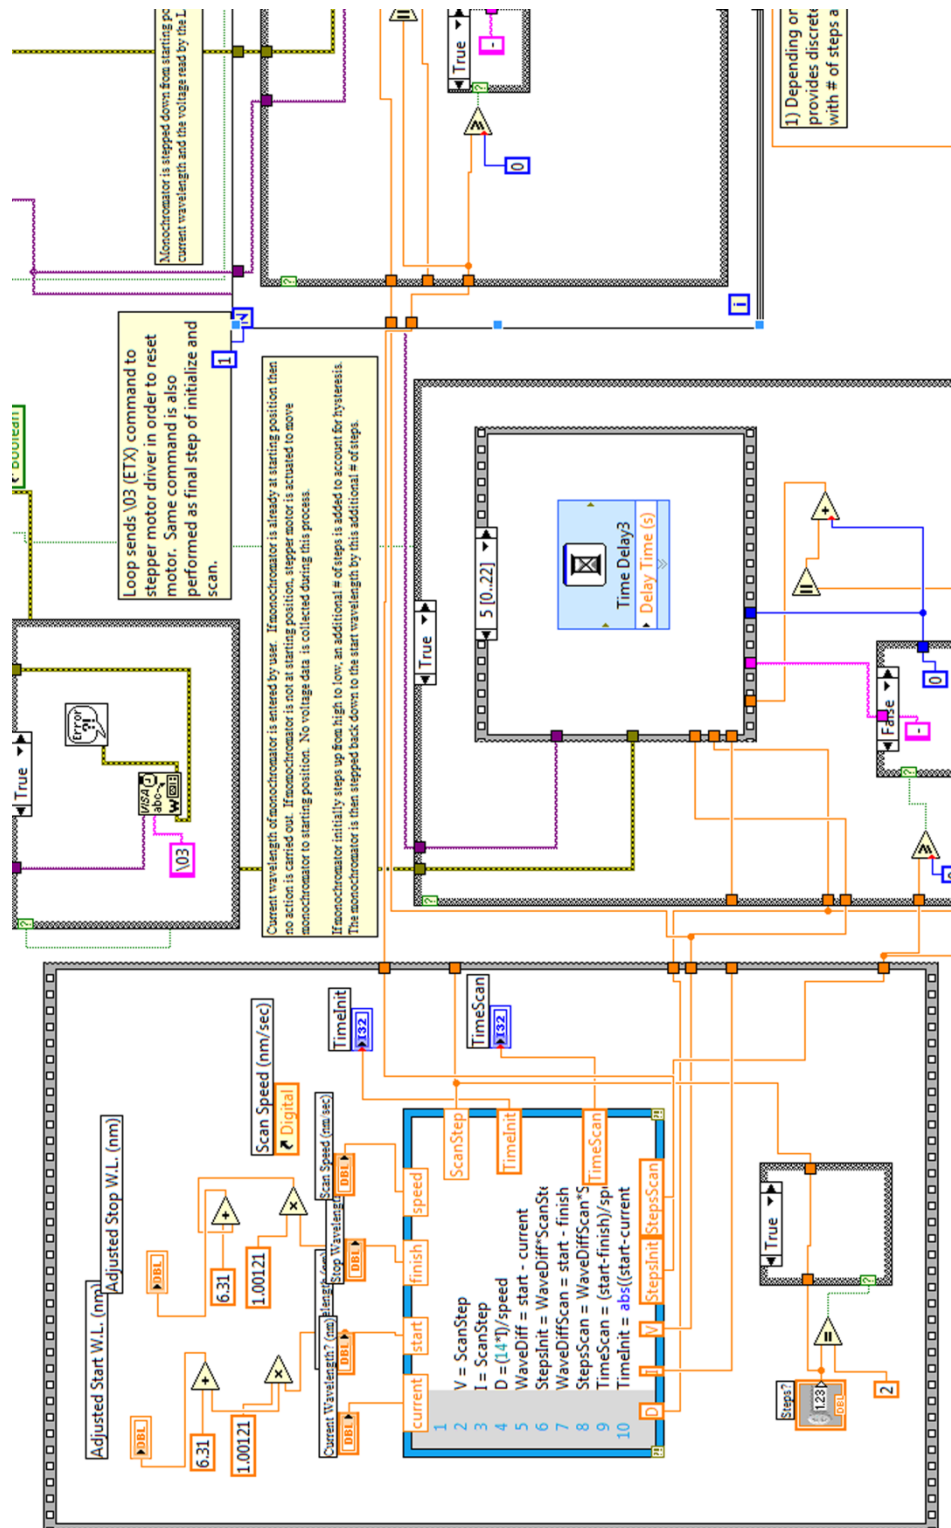 Adjusted Start W.L. (nm)
Adjusted Stop W.L. (nm)
DBL
6.31
+
1.00121
×
DBL
6.31
+
1.00121
×
Scan Speed (nm/sec)
Digital
Current Wavelength? (nm)
DBL
DBL
Stop Wavelength
DBL
Scan Speed (nm/sec)
DBL
TimeInit
I32
TimeScan
I32
current
start
finish
speed
1
2 V = ScanStep
3 I = ScanStep
4 D =(14*I)/speed
5 WaveDiff = start - current
6 StepsInit = WaveDiff*ScanSte
7 WaveDiffScan = start - finish
8 StepsScan = WaveDiffScan*S
9 TimeScan = (start-finish)/sp
10 TimeInit = abs((start-current
ScanStep
TimeInit
TimeScan
D
I
V
StepsInit
StepsScan
Steps?
1.23
DBL
2
=
True
?
True
?
\03
VISA
abc
W
Error
?!
Boolean
Loop sends \03 (ETX) command to
stepper motor driver in order to reset
motor. Same command is also
performed as final step of initialize and
scan.
Current wavelength of monochromator is entered by user. If monochromator is already at starting position then
no action is carried out. If monochromator is not at starting position, stepper motor is actuated to move
monochromator to starting position. No voltage data is collected during this process.
If monochromator initially steps up from high to low, an additional # of steps is added to account for hysteresis.
The monochromator is then stepped back down to the start wavelength by this additional # of steps.
True
?
5 [0..22]
Time Delay3
Delay Time (s)
+
False
-
0
?
Monochromator is stepped down from starting po
current wavelength and the voltage read by the L
1
N
i
?
True
-
?
0
1) Depending on
provides discrete
with # of steps a